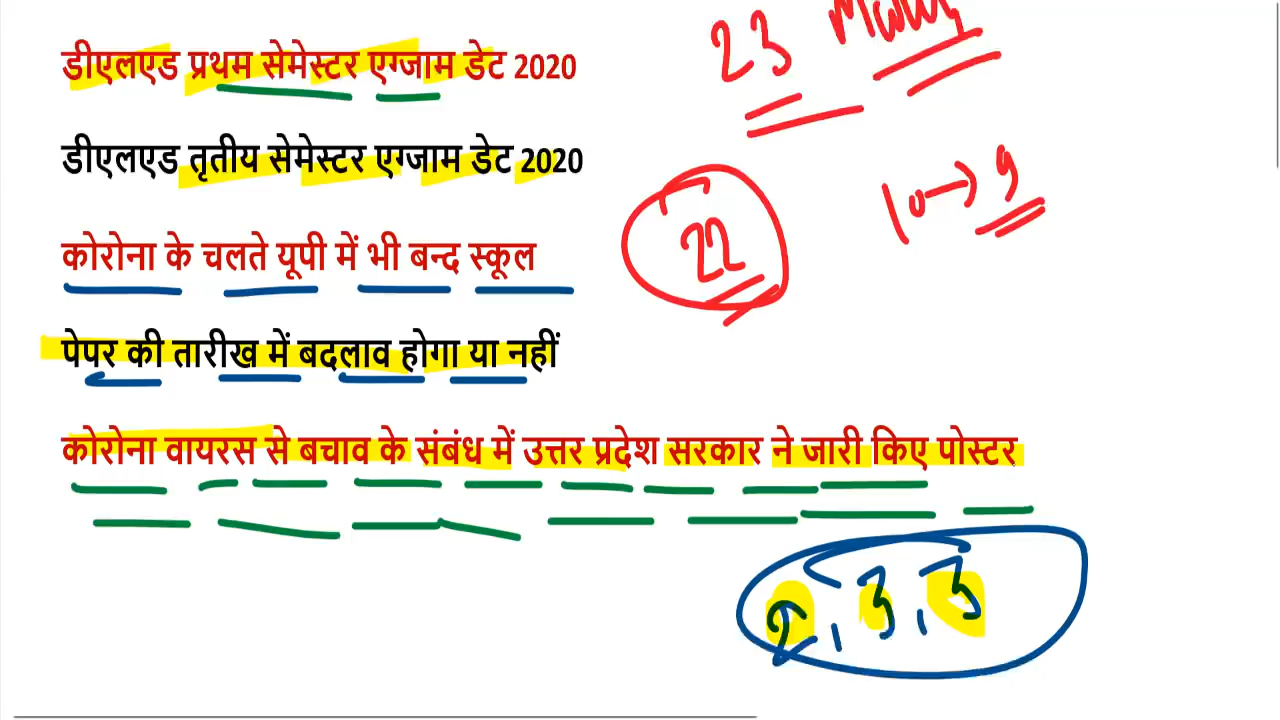 डीएलएड प्रथम सेमेस्टर एग्जाम डेट 2020
23
डीएलएड तृतीय सेमेस्टर एग्जाम डेट 2020
22
कोरोना के चलते यूपी में भी बन्द स्कूल
पेपर की तारीख में बदलाव होगा या नहीं
कोरोना वायरस से बचाव के संबंध में उत्तर प्रदेश सरकार ने जारी किए पोस्टर
2, 3, 3